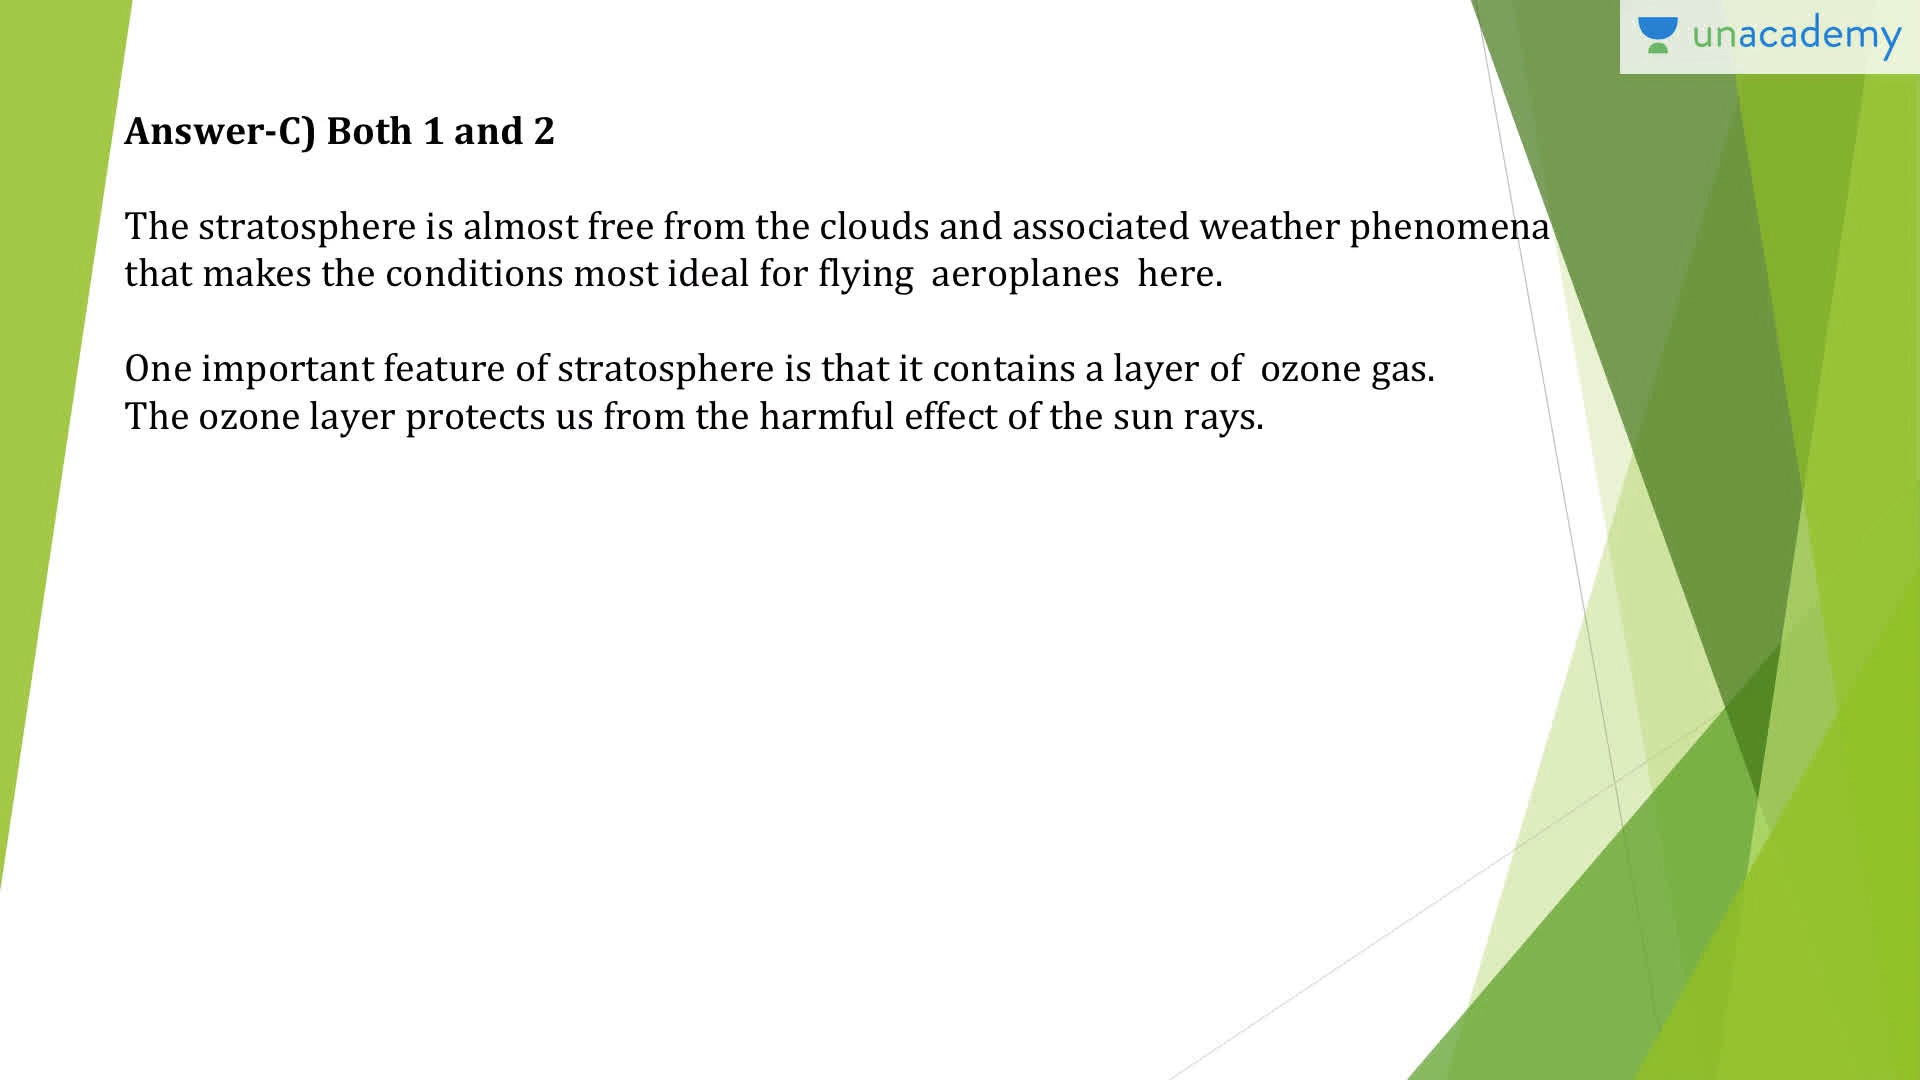 unacademy
Answer-C) Both 1 and 2
The stratosphere is almost free from the clouds and associated weather phenomena
that makes the conditions most ideal for flying  aeroplanes  here.
One important feature of stratosphere is that it contains a layer of  ozone gas.
The ozone layer protects us from the harmful effect of the sun rays.